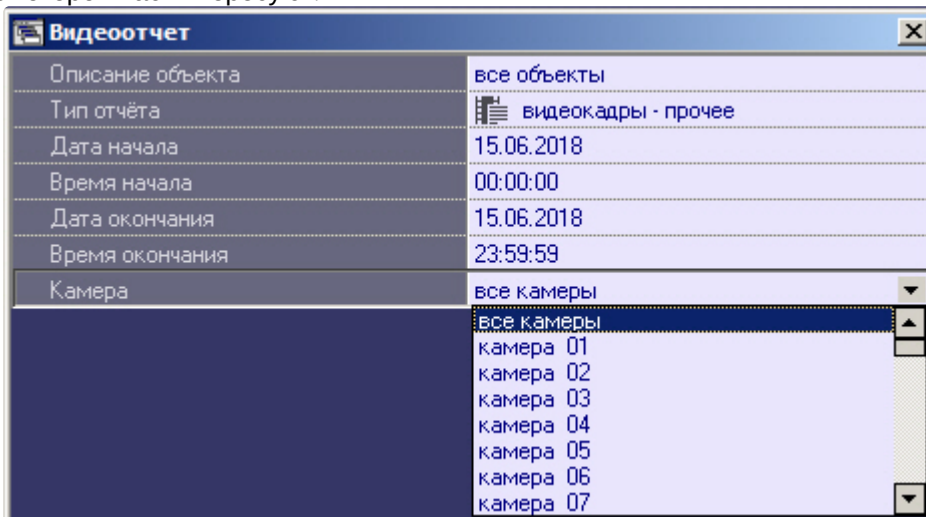 Видеоотчет
Описание объекта все объекты
Тип отчёта видеокадры - прочее
Дата начала 15.06.2018
Время начала 00:00:00
Дата окончания 15.06.2018
Время окончания 23:59:59
Камера все камеры
все камеры
камера 01
камера 02
камера 03
камера 04
камера 05
камера 06
камера 07